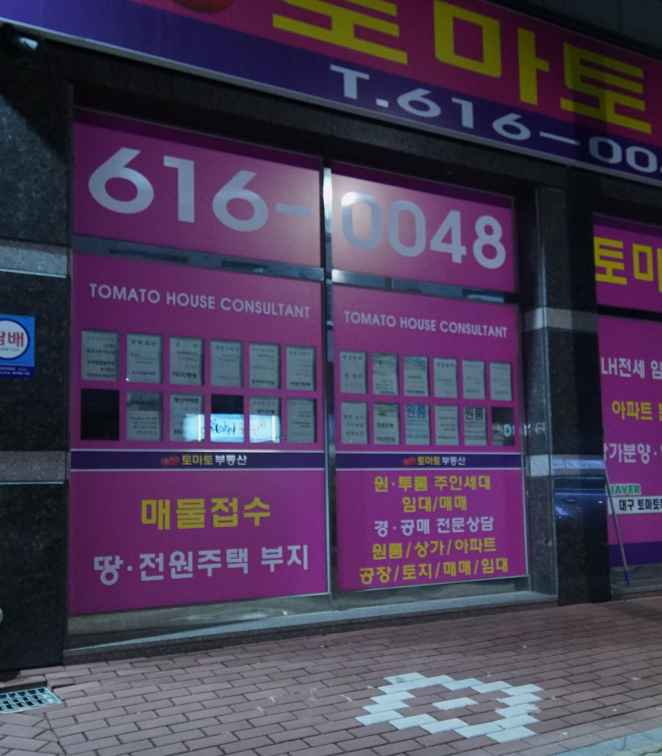 토마토
T.616-00
616-0048
TOMATO HOUSE CONSULTANT
TOMATO HOUSE CONSULTANT
토마토부동산
토마토부동산
매물접수
땅·전원주택 부지
원·투룸 주인세대
임대/매매
경·공매 전문상담
원룸/상가/아파트
공장/토지/매매/임대
LH전세
아파트
가분양·
NAVER
대구 토마토
담배